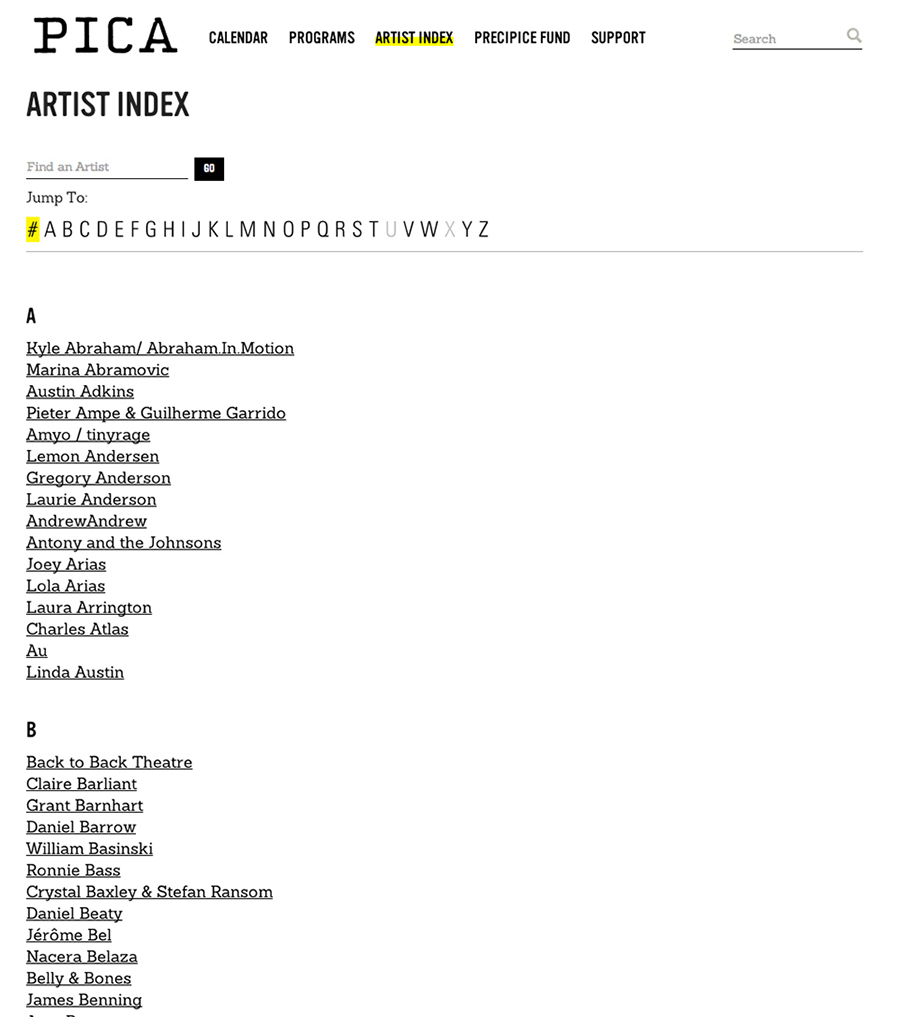 PICA
CALENDAR PROGRAMS ARTIST INDEX PRECIPICE FUND SUPPORT Search
ARTIST INDEX
Find an Artist GO
Jump To:
# A B C D E F G H I J K L M N O P Q R S T U V W X Y Z
A
Kyle Abraham/ Abraham.In.Motion
Marina Abramovic
Austin Adkins
Pieter Ampe & Guilherme Garrido
Amyo / tinyrage
Lemon Andersen
Gregory Anderson
Laurie Anderson
AndrewAndrew
Antony and the Johnsons
Joey Arias
Lola Arias
Laura Arrington
Charles Atlas
Au
Linda Austin
B
Back to Back Theatre
Claire Barliant
Grant Barnhart
Daniel Barrow
William Basinski
Ronnie Bass
Crystal Baxley & Stefan Ransom
Daniel Beaty
Jérôme Bel
Nacera Belaza
Belly & Bones
James Benning